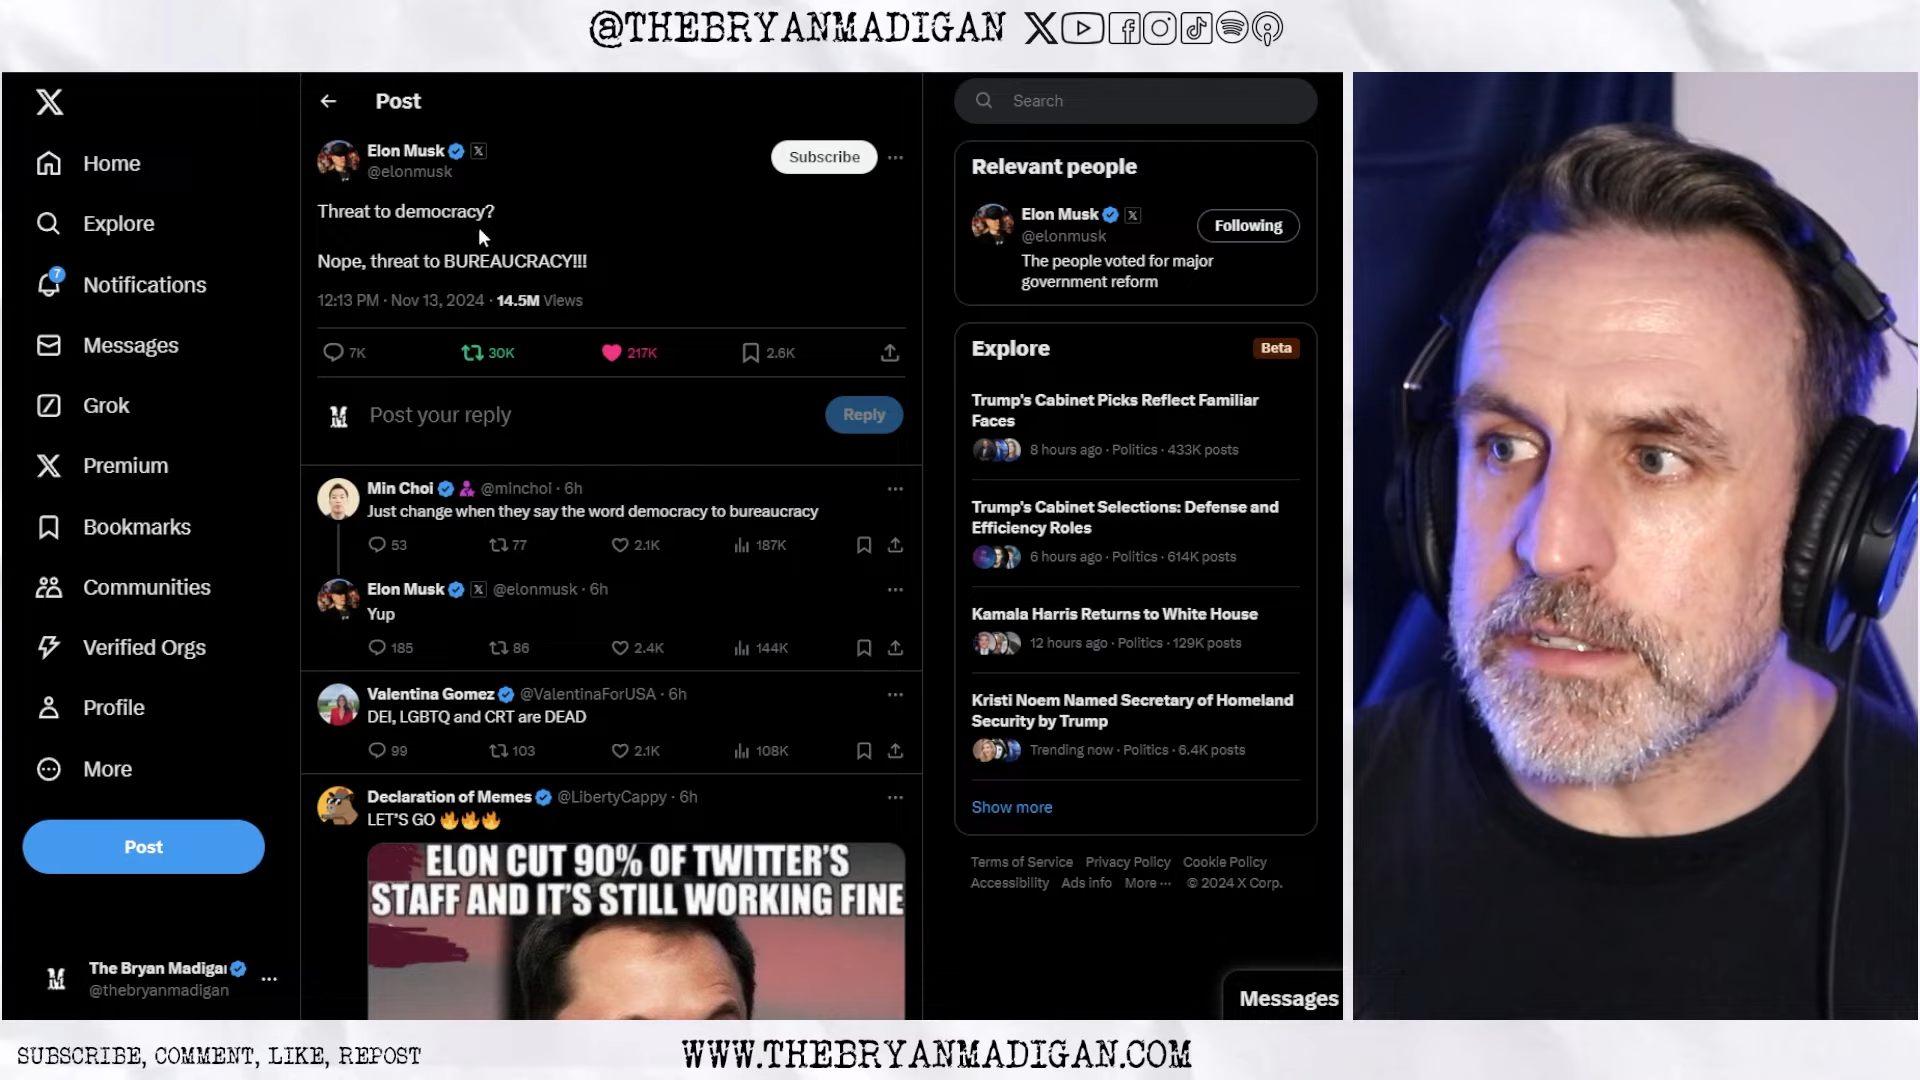 @THEBRYANMADIGAN
Home
Explore
7
Notifications
Messages
Grok
Premium
Bookmarks
Communities
Verified Orgs
Profile
More
Post
The Bryan Madigan
@thebryanmadigan
Post
Elon Musk
@elonmusk
Subscribe
Threat to democracy?
Nope, threat to BUREAUCRACY!!!
12:13 PM · Nov 13, 2024 · 14.5M Views
7K 30K 217K 2.6K
Post your reply
Reply
Min Choi @minchoi · 6h
Just change when they say the word democracy to bureaucracy
53 77 2.1K 187K
Elon Musk @elonmusk · 6h
Yup
185 86 2.4K 144K
Valentina Gomez @ValentinaForUSA · 6h
DEI, LGBTQ and CRT are DEAD
99 103 2.1K 108K
Declaration of Memes @LibertyCappy · 6h
LET'S GO 🔥🔥🔥
ELON CUT 90% OF TWITTER'S
STAFF AND IT'S STILL WORKING FINE
Search
Relevant people
Elon Musk
@elonmusk
Following
The people voted for major
government reform
Explore
Beta
Trump's Cabinet Picks Reflect Familiar
Faces
8 hours ago · Politics · 433K posts
Trump's Cabinet Selections: Defense and
Efficiency Roles
6 hours ago · Politics · 614K posts
Kamala Harris Returns to White House
12 hours ago · Politics · 129K posts
Kristi Noem Named Secretary of Homeland
Security by Trump
Trending now · Politics · 6.4K posts
Show more
Terms of Service Privacy Policy Cookie Policy
Accessibility Ads info More ··· © 2024 X Corp.
Messages
SUBSCRIBE, COMMENT, LIKE, REPOST
WWW.THEBRYANMADIGAN.COM